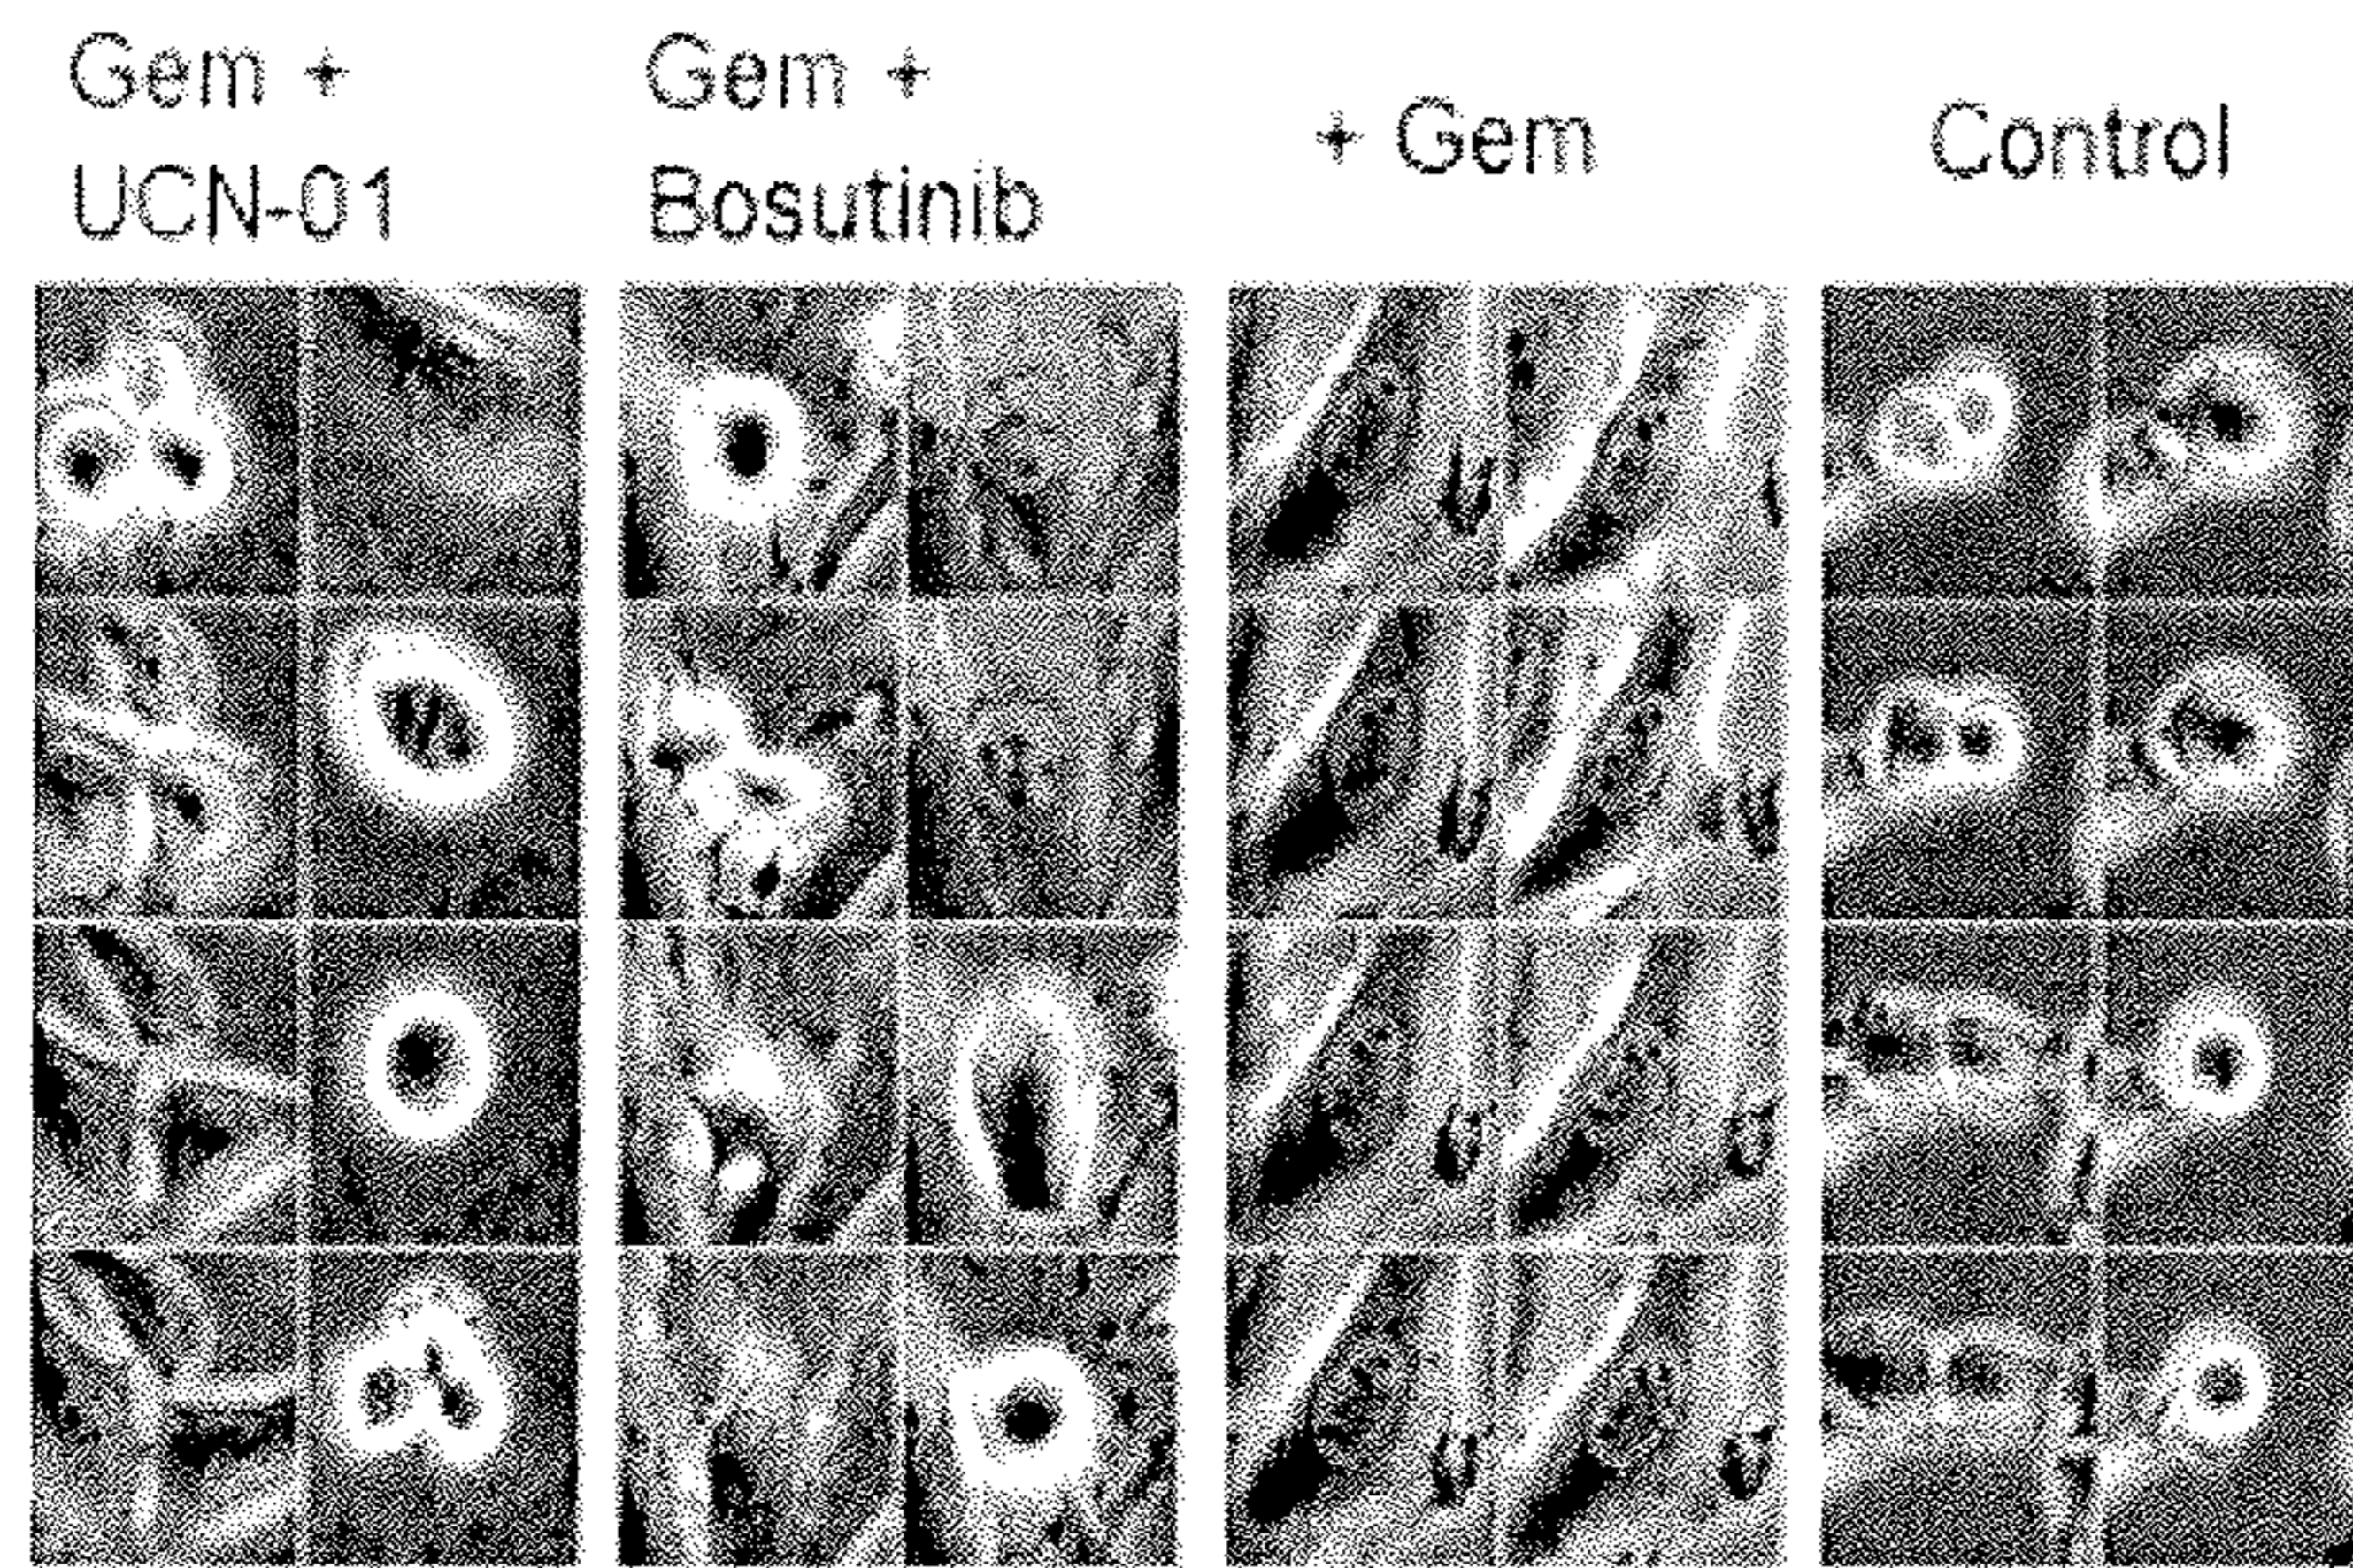 Gem +
UCN-01
Gem +
Bosutinib
+ Gem
Control